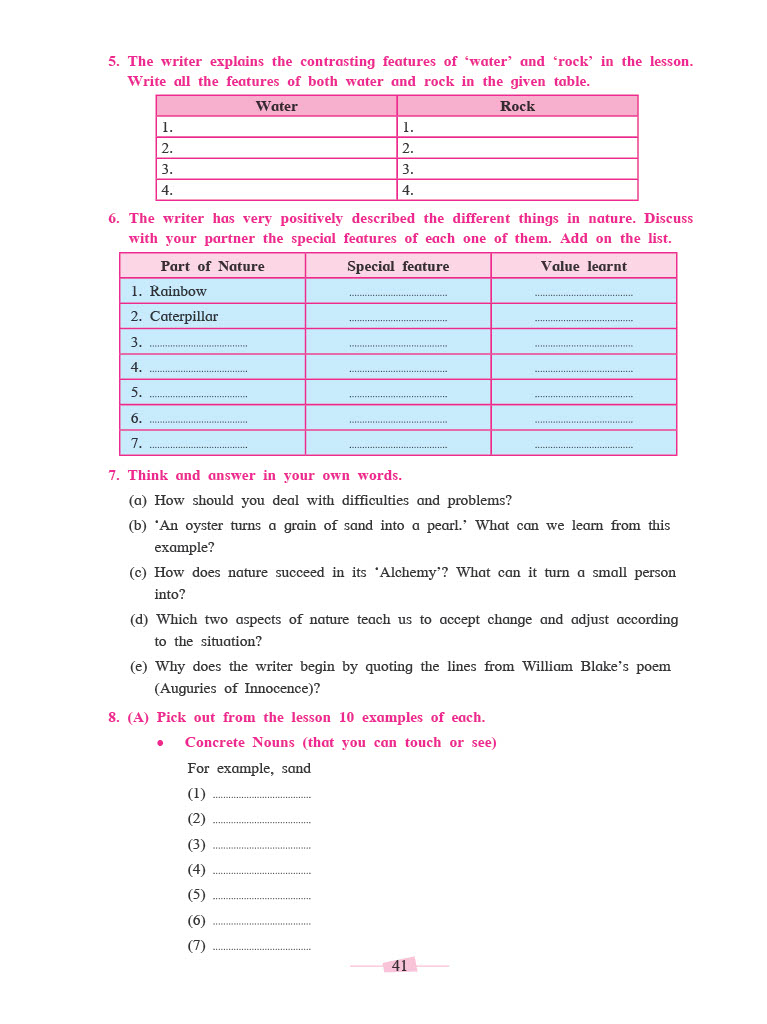 5. The writer explains the contrasting features of ‘water’ and ‘rock’ in the lesson.
Write all the features of both water and rock in the given table.
Water Rock
1. 1.
2. 2.
3. 3.
4. 4.
6. The writer has very positively described the different things in nature. Discuss
with your partner the special features of each one of them. Add on the list.
Part of Nature Special feature Value learnt
1. Rainbow ...................................... ......................................
2. Caterpillar ...................................... ......................................
3. ...................................... ...................................... ......................................
4. ...................................... ...................................... ......................................
5. ...................................... ...................................... ......................................
6. ...................................... ...................................... ......................................
7. ...................................... ...................................... ......................................
7. Think and answer in your own words.
(a) How should you deal with difficulties and problems?
(b) ‘An oyster turns a grain of sand into a pearl.’ What can we learn from this
example?
(c) How does nature succeed in its ‘Alchemy’? What can it turn a small person
into?
(d) Which two aspects of nature teach us to accept change and adjust according
to the situation?
(e) Why does the writer begin by quoting the lines from William Blake’s poem
(Auguries of Innocence)?
8. (A) Pick out from the lesson 10 examples of each.
• Concrete Nouns (that you can touch or see)
For example, sand
(1) ......................................
(2) ......................................
(3) ......................................
(4) ......................................
(5) ......................................
(6) ......................................
(7) ......................................
41